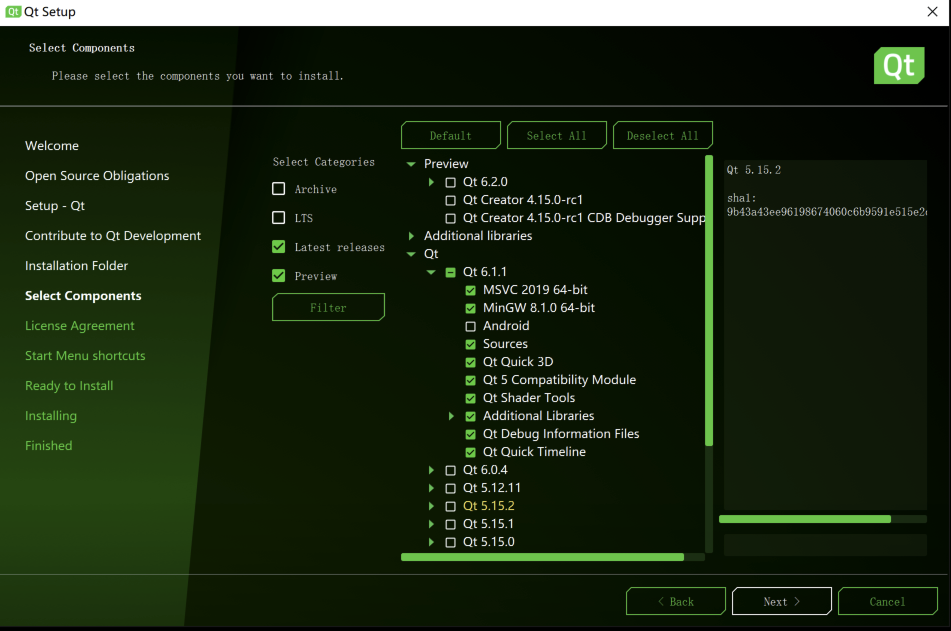 Qt Qt Setup
Select Components
Please select the components you want to install.
Qt
Welcome
Open Source Obligations
Setup - Qt
Contribute to Qt Development
Installation Folder
Select Components
License Agreement
Start Menu shortcuts
Ready to Install
Installing
Finished
Select Categories
Archive
LTS
Latest releases
Preview
Filter
Default Select All Deselect All
Preview
Qt 6.2.0
Qt Creator 4.15.0-rc1
Qt Creator 4.15.0-rc1 CDB Debugger Supp
Additional libraries
Qt
Qt 6.1.1
MSVC 2019 64-bit
MinGW 8.1.0 64-bit
Android
Sources
Qt Quick 3D
Qt 5 Compatibility Module
Qt Shader Tools
Additional Libraries
Qt Debug Information Files
Qt Quick Timeline
Qt 6.0.4
Qt 5.12.11
Qt 5.15.2
Qt 5.15.1
Qt 5.15.0
Qt 5.15.2
sha1:
9b43a43ee96198674060c6b9591e515e2
< Back Next > Cancel